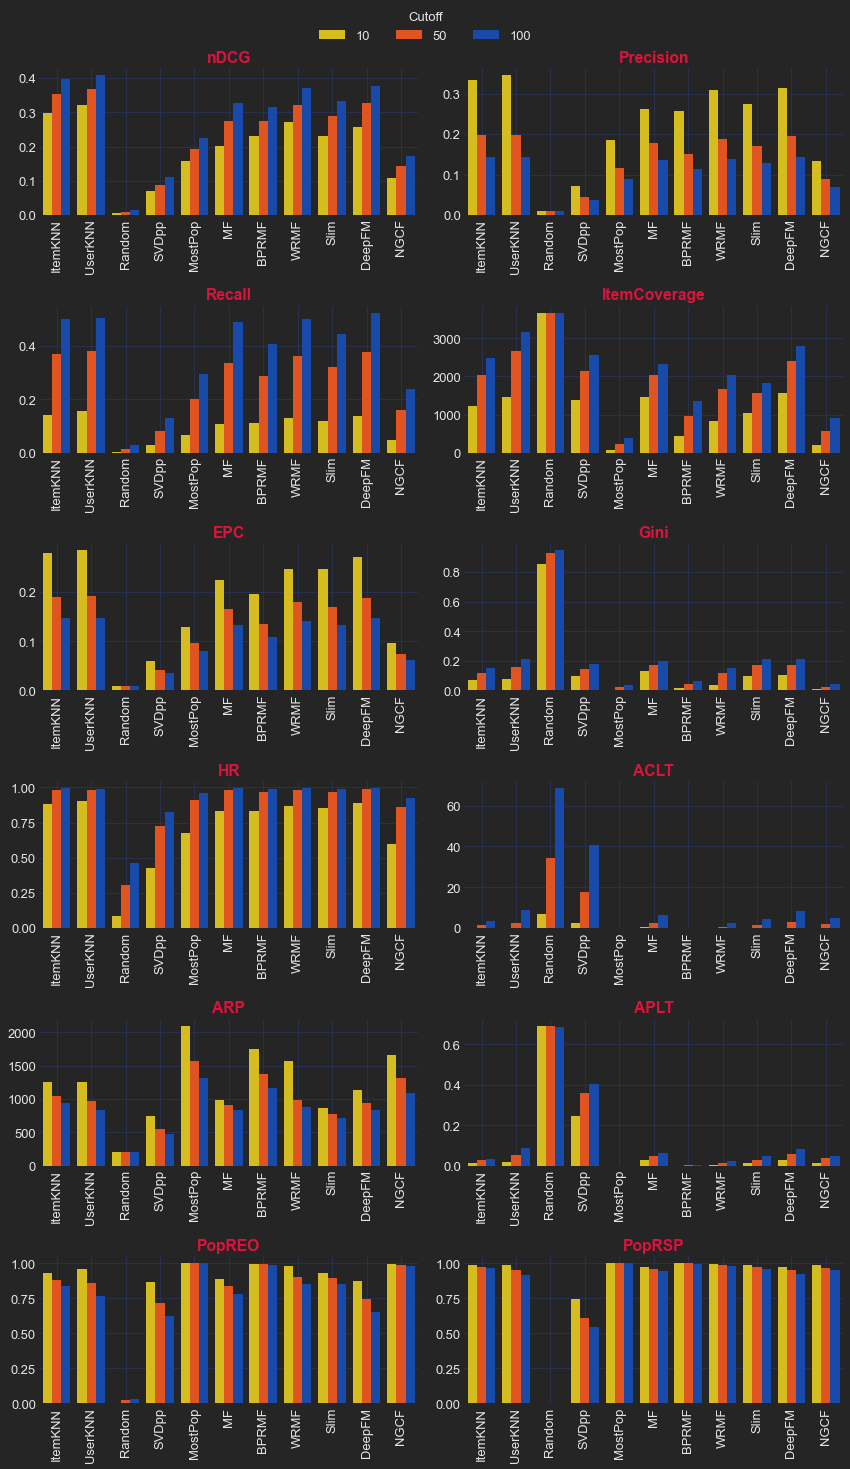 Cutoff
10 50 100
nDCG
0.4
0.3
0.2
0.1
0.0
ItemKNN UserKNN Random SVDpp MostPop MF BPRMF WRMF Slim DeepFM NGCF
Precision
0.3
0.2
0.1
0.0
ItemKNN UserKNN Random SVDpp MostPop MF BPRMF WRMF Slim DeepFM NGCF
Recall
0.4
0.2
0.0
ItemKNN UserKNN Random SVDpp MostPop MF BPRMF WRMF Slim DeepFM NGCF
ItemCoverage
3000
2000
1000
0
ItemKNN UserKNN Random SVDpp MostPop MF BPRMF WRMF Slim DeepFM NGCF
EPC
0.2
0.1
0.0
ItemKNN UserKNN Random SVDpp MostPop MF BPRMF WRMF Slim DeepFM NGCF
Gini
0.8
0.6
0.4
0.2
0.0
ItemKNN UserKNN Random SVDpp MostPop MF BPRMF WRMF Slim DeepFM NGCF
HR
1.00
0.75
0.50
0.25
0.00
ItemKNN UserKNN Random SVDpp MostPop MF BPRMF WRMF Slim DeepFM NGCF
ACLT
60
40
20
0
ItemKNN UserKNN Random SVDpp MostPop MF BPRMF WRMF Slim DeepFM NGCF
ARP
2000
1500
1000
500
0
ItemKNN UserKNN Random SVDpp MostPop MF BPRMF WRMF Slim DeepFM NGCF
APLT
0.6
0.4
0.2
0.0
ItemKNN UserKNN Random SVDpp MostPop MF BPRMF WRMF Slim DeepFM NGCF
PopREO
1.00
0.75
0.50
0.25
0.00
ItemKNN UserKNN Random SVDpp MostPop MF BPRMF WRMF Slim DeepFM NGCF
PopRSP
1.00
0.75
0.50
0.25
0.00
ItemKNN UserKNN Random SVDpp MostPop MF BPRMF WRMF Slim DeepFM NGCF